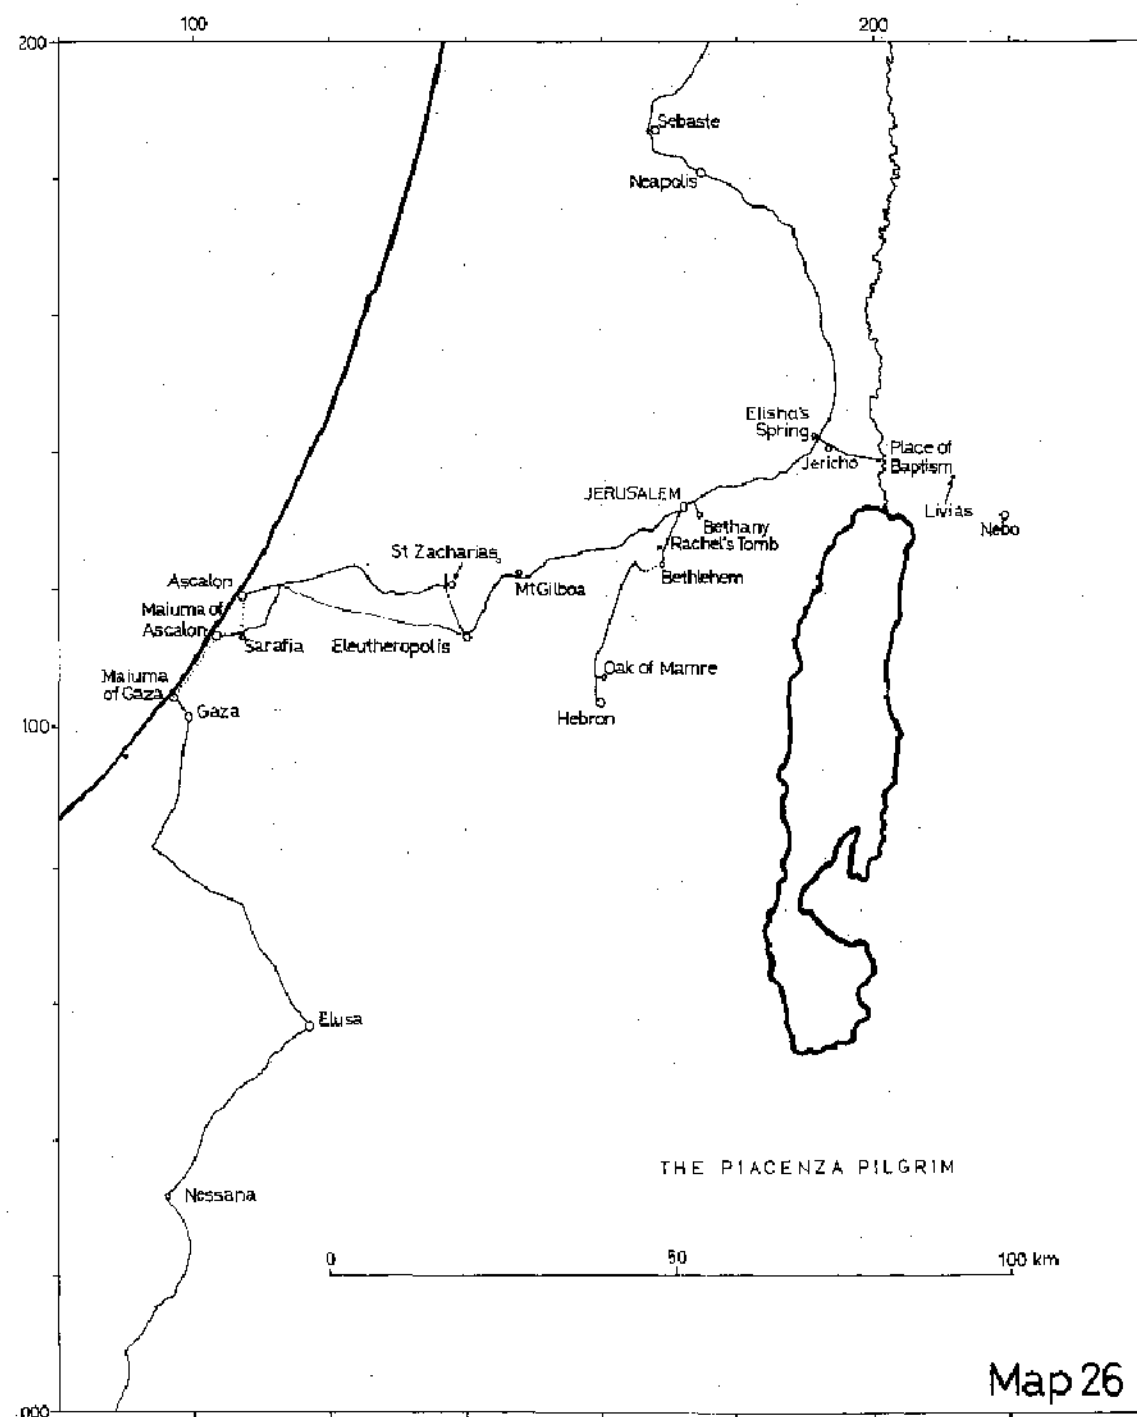 100
200
200
Sebaste
Neapolis
Elisha's
Spring
Jericho
Place of
Baptism
JERUSALEM
Livias
Nebo
Bethany
Rachel's Tomb
St Zacharias
Bethlehem
Mt Gilboa
Ascalon
Maiuma of
Ascalon
Sarafia
Eleutheropolis
Oak of Mamre
Maiuma
of Gaza
Gaza
Hebron
100
Elusa
THE PIACENZA PILGRIM
Nessana
0
50
100 km
Map 26
000